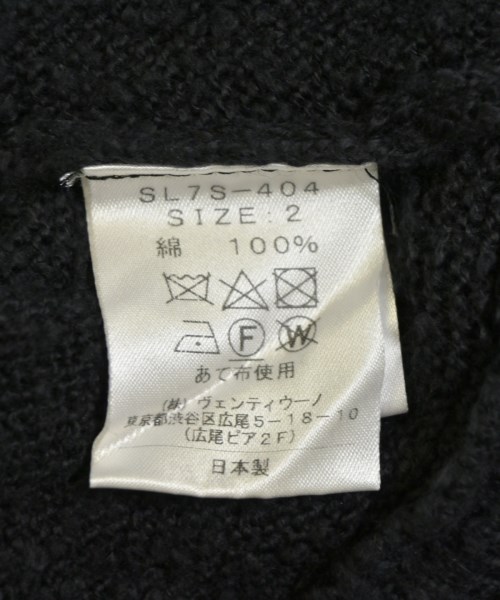 SL7S-404
SIZE:2
綿 100%
F W
あて布使用
(株)ヴェンティウーノ
東京都渋谷区広尾5-18-10
(広尾ピア2F)
日本製